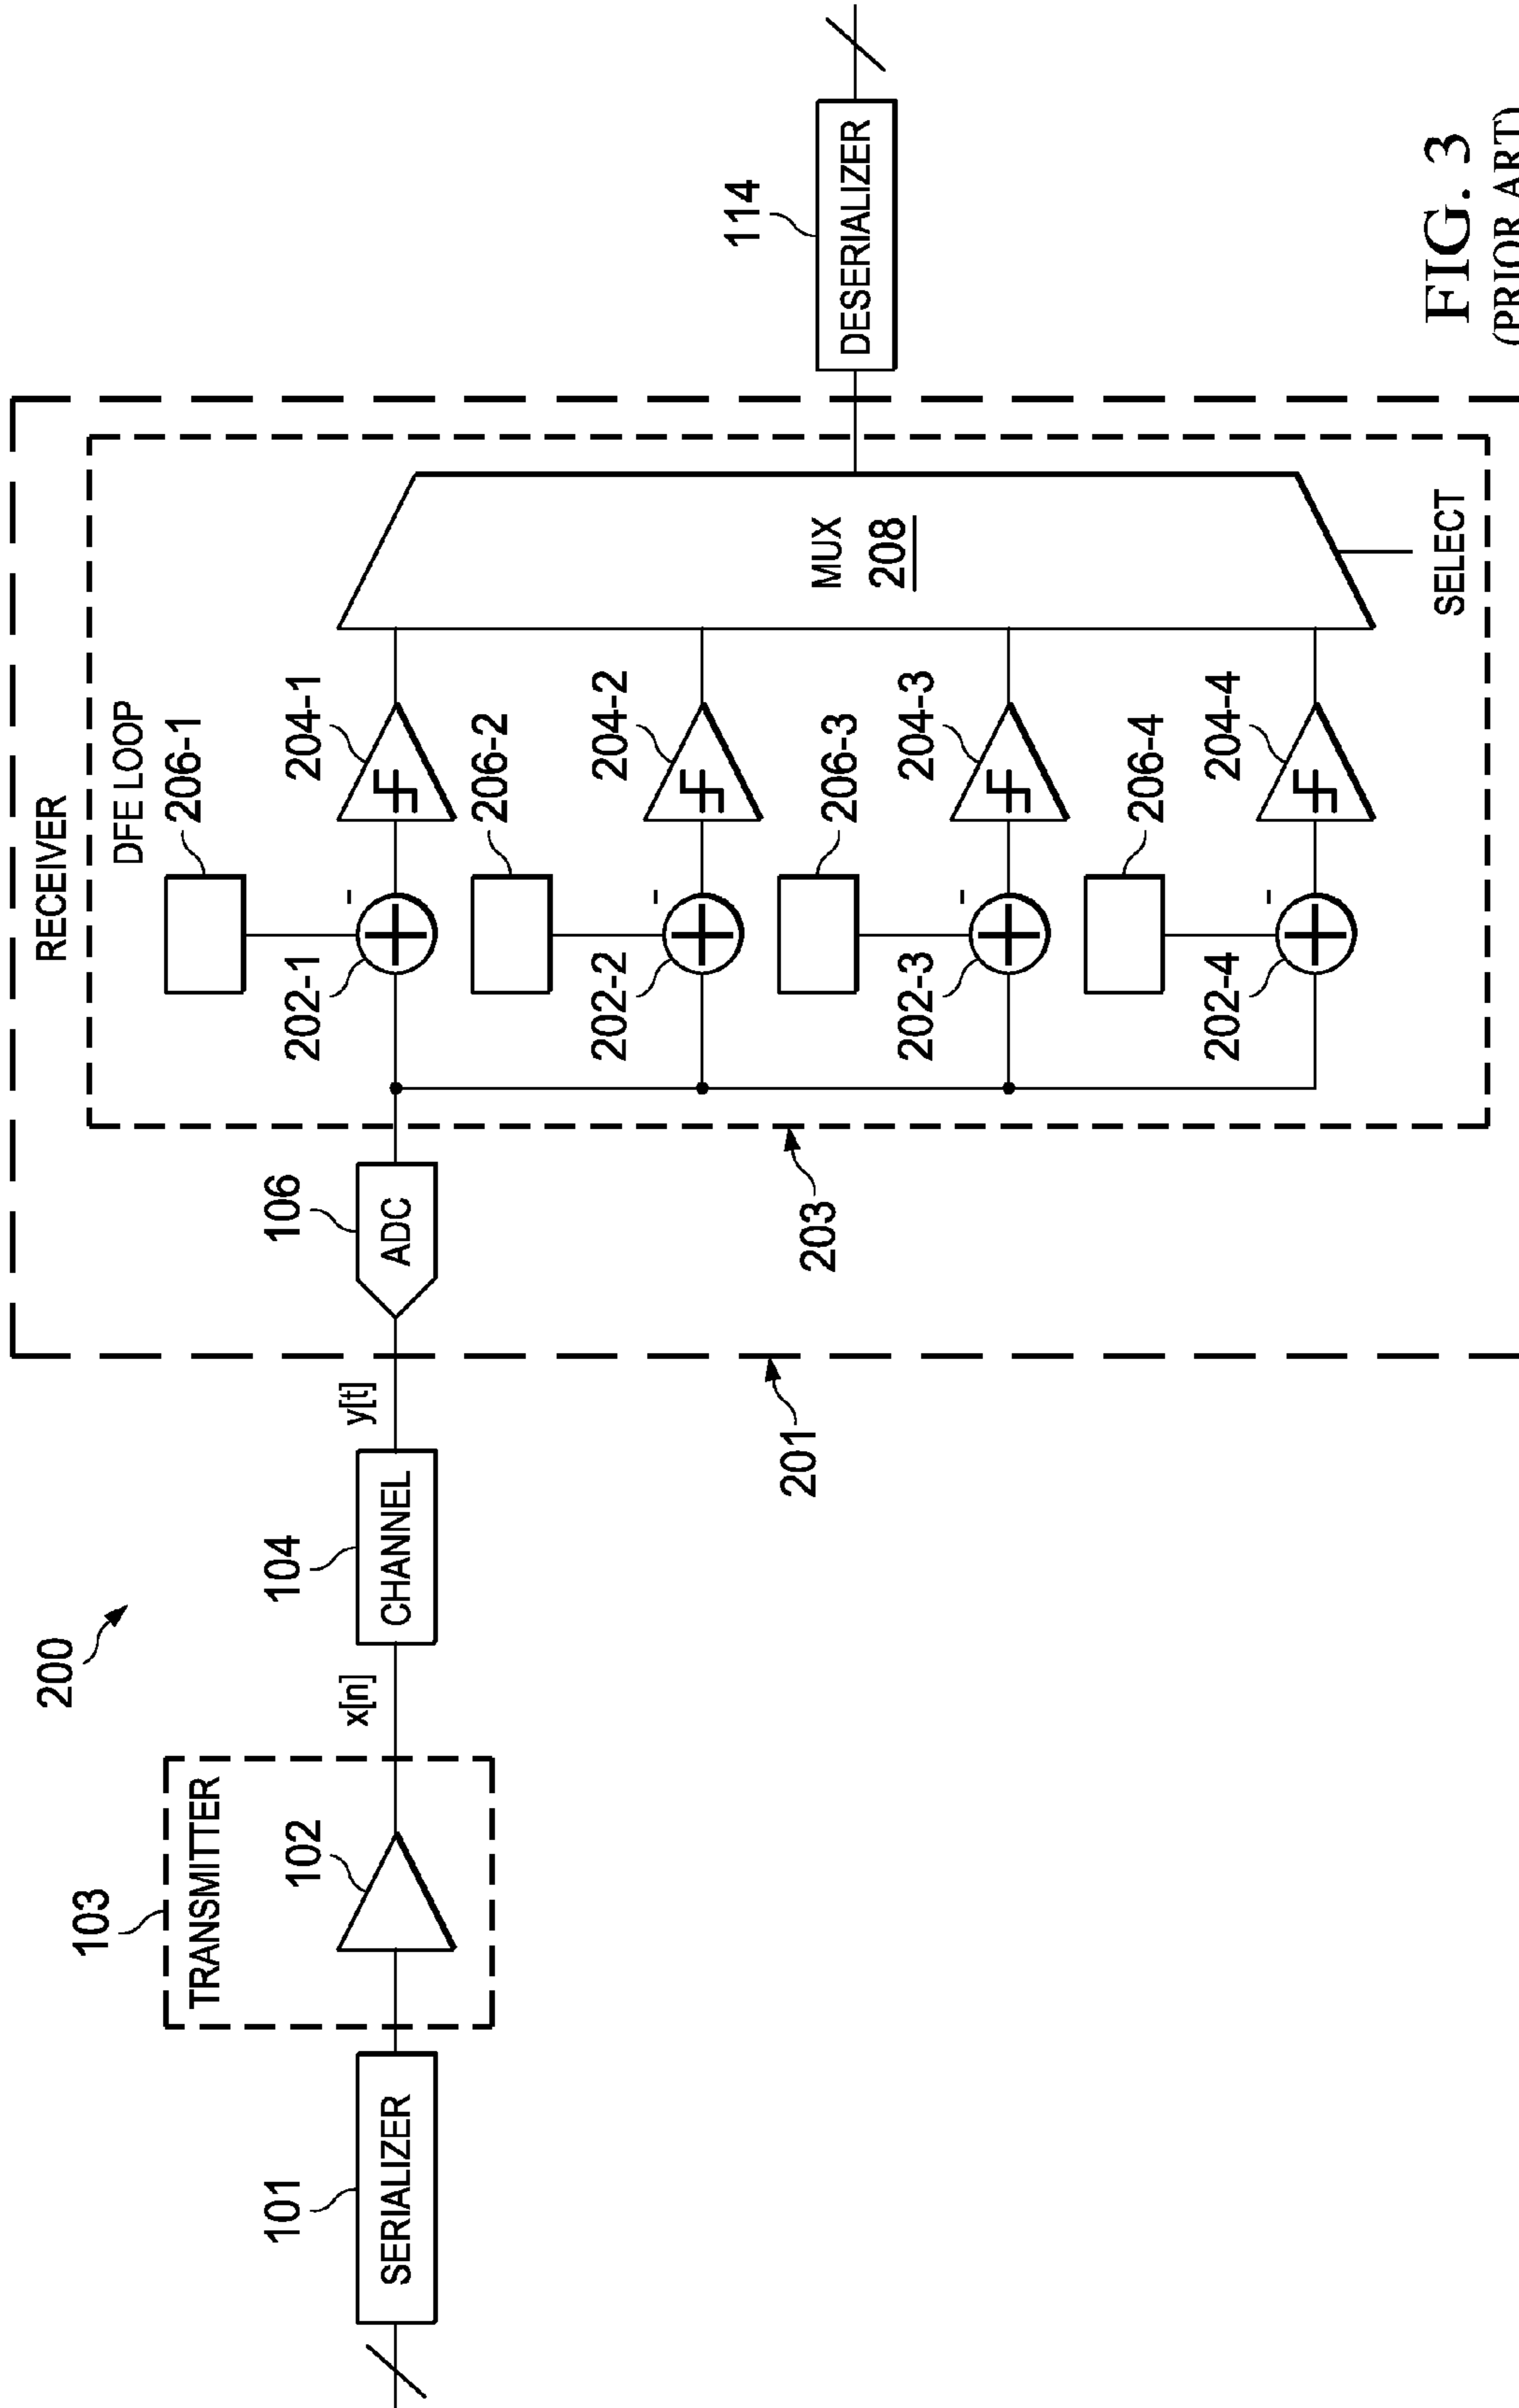 200
103
TRANSMITTER
101
SERIALIZER
102
x[n]
104
CHANNEL
y[t]
201
RECEIVER
106
ADC
203
DFE LOOP
206-1
202-1
-
204-1
206-2
202-2
-
204-2
206-3
202-3
-
204-3
206-4
202-4
-
204-4
MUX
208
SELECT
114
DESERIALIZER
FIG. 3
(PRIOR ART)